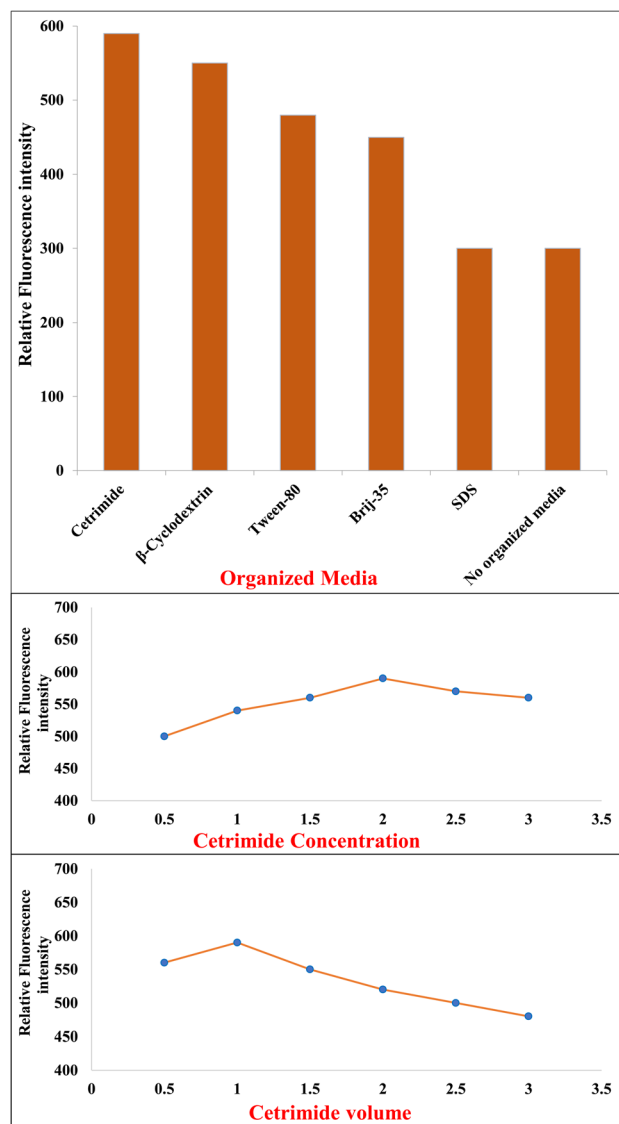 600
500
400
300
200
100
0
Relative Fluorescence intensity
Cetrimide
β-Cyclodextrin
Tween-80
Brij-35
SDS
No organized media
Organized Media
700
650
600
550
500
450
400
Relative Fluorescence
intensity
0 0.5 1 1.5 2 2.5 3 3.5
Cetrimide Concentration
700
650
600
550
500
450
400
Relative Fluorescence
intensity
0 0.5 1 1.5 2 2.5 3 3.5
Cetrimide volume